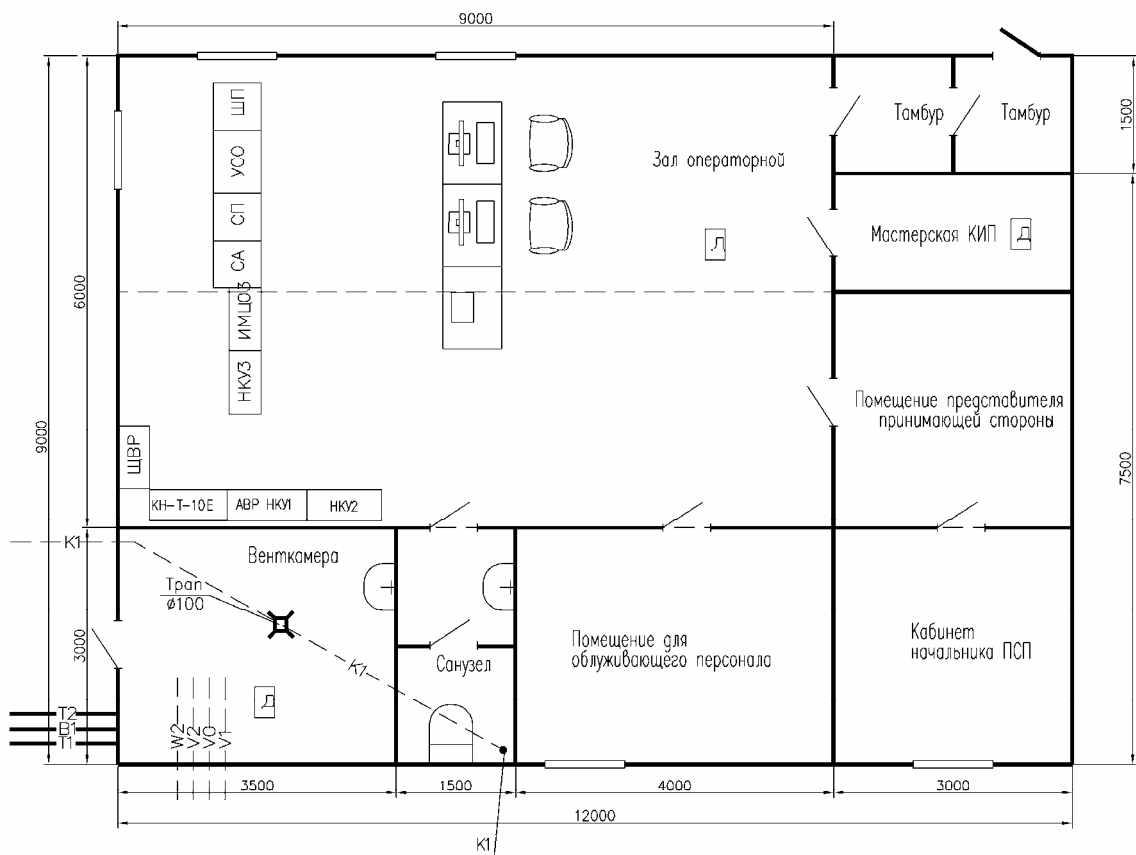 9000
ШП
УСО
СП
СА
ИМЦОЗ
НКУ3
Зал операторной
Л
Тамбур
Тамбур
1500
Мастерская КИП
Д
6000
9000
7500
Помещение представителя
принимающей стороны
ЩВР
КН-Т-10Е
АВР НКУ1
НКУ2
К1
Венткамера
Трап
ø100
3000
К1
Санузел
Помещение для
облуживающего персонала
Кабинет
начальника ПСП
Д
Т2
В1
Т1
W2
V2
V0
V1
3500
1500
4000
3000
12000
К1